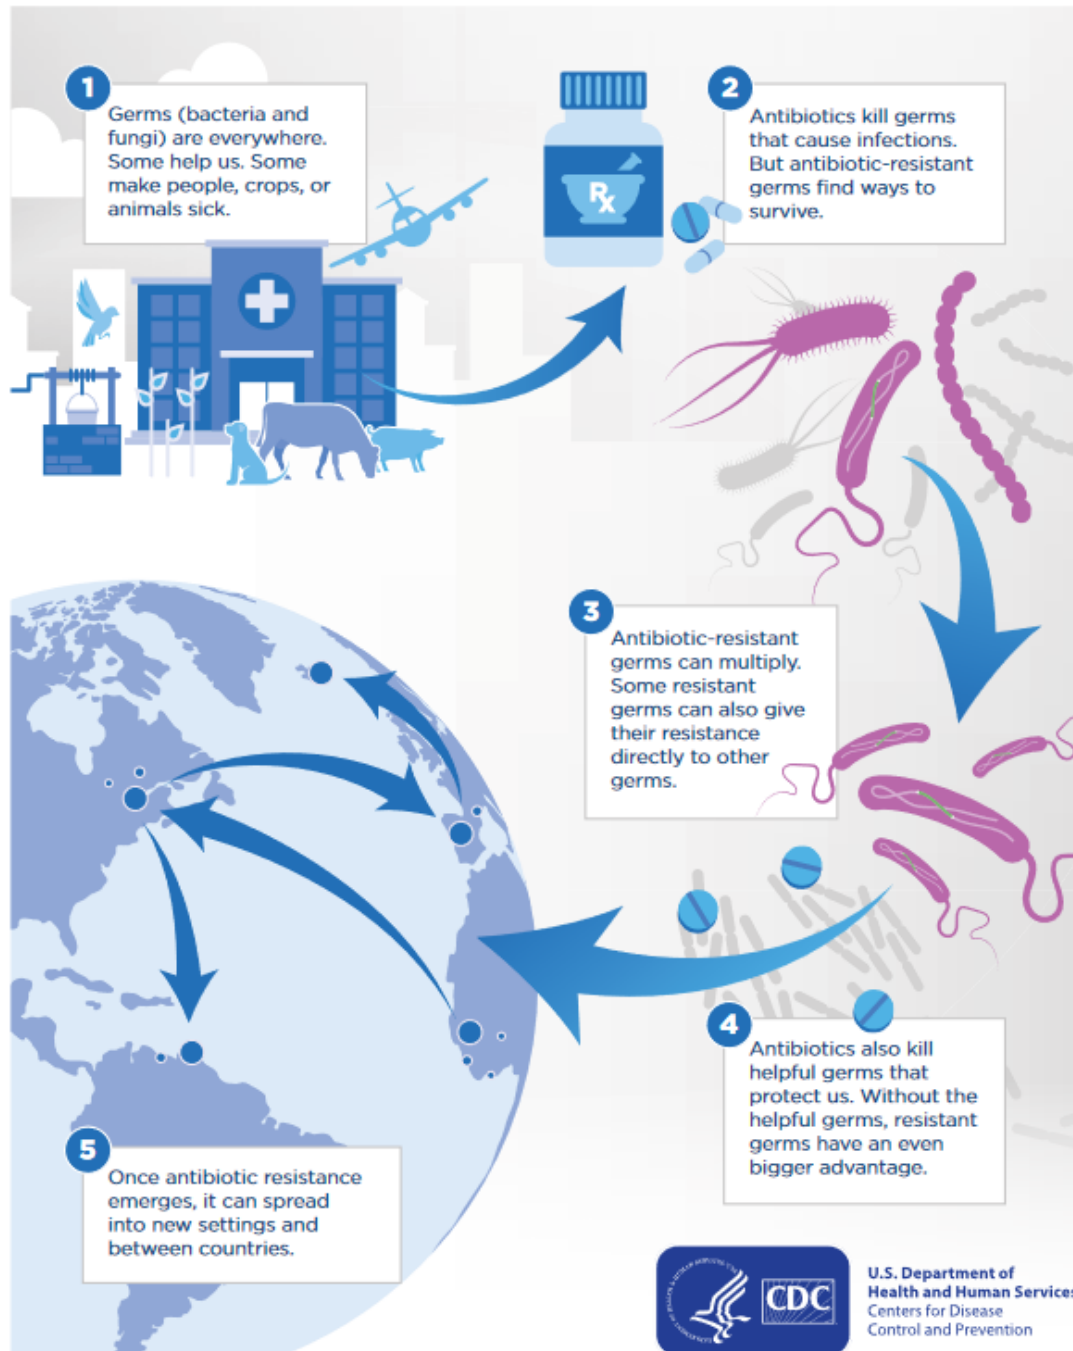 1
Germs (bacteria and
fungi) are everywhere.
Some help us. Some
make people, crops, or
animals sick.
Rx
2
Antibiotics kill germs
that cause infections.
But antibiotic-resistant
germs find ways to
survive.
3
Antibiotic-resistant
germs can multiply.
Some resistant
germs can also give
their resistance
directly to other
germs.
4
Antibiotics also kill
helpful germs that
protect us. Without the
helpful germs, resistant
germs have an even
bigger advantage.
5
Once antibiotic resistance
emerges, it can spread
into new settings and
between countries.
CDC
U.S. Department of
Health and Human Services
Centers for Disease
Control and Prevention